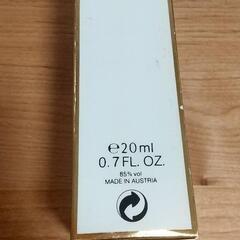 ℮20ml
0.7 FL. OZ.
85% vol
MADE IN AUSTRIA